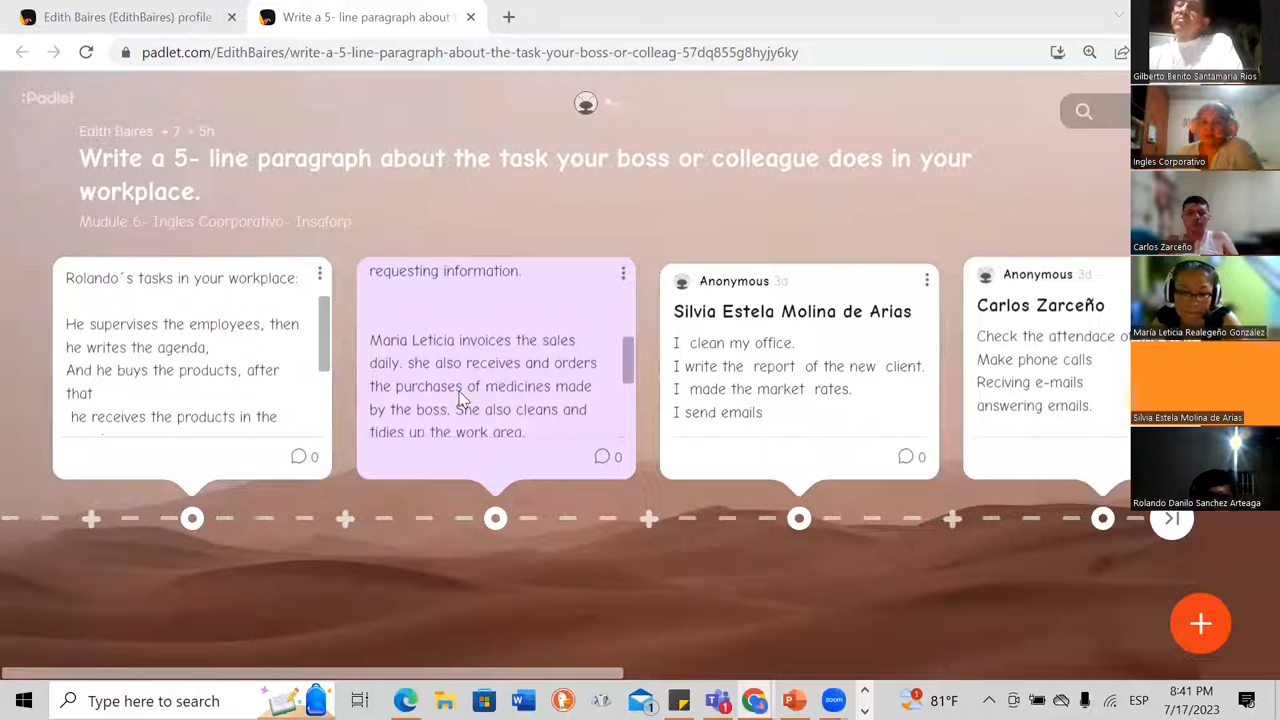 Edith Baires (EdithBaires) profile
Write a 5- line paragraph about
padlet.com/EdithBaires/write-a-5-line-paragraph-about-the-task-your-boss-or-colleag-57dq855g8hyjy6ky
:Padlet
Edith Baires + 7 • 5h
Write a 5- line paragraph about the task your boss or colleague does in your
workplace.
Mudule 6- Ingles Coorporativo- Insaforp
Rolando´s tasks in your workplace:
He supervises the employees, then
he writes the agenda,
And he buys the products, after
that
he receives the products in the
0
requesting information.
Maria Leticia invoices the sales
daily. she also receives and orders
the purchases of medicines made
by the boss. She also cleans and
tidies up the work area.
0
Anonymous 3d
Silvia Estela Molina de Arias
I clean my office.
I write the report of the new client.
I made the market rates.
I send emails
0
Anonymous 3d
Carlos Zarceño
Check the attendace o
Make phone calls
Reciving e-mails
answering emails.
Gilberto Benito Santamaria Rios
Ingles Corporativo
Carlos Zarceño
María Leticia Realegeño González
Silvia Estela Molina de Arias
Rolando Danilo Sanchez Arteaga
Type here to search
1
1
zoom
1
81°F
ESP
8:41 PM
7/17/2023